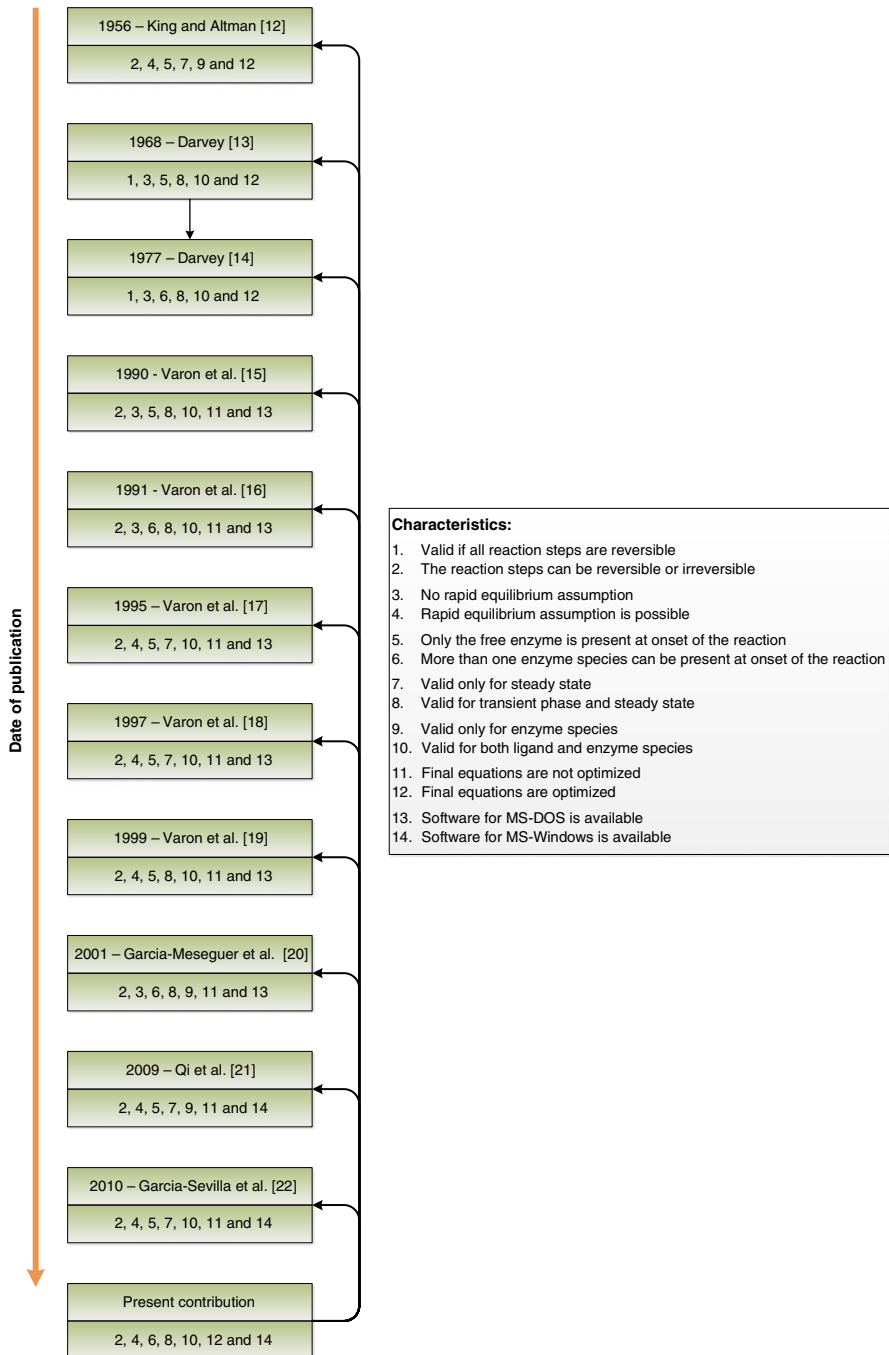 Date of publication
1956 – King and Altman [12]
2, 4, 5, 7, 9 and 12
1968 – Darvey [13]
1, 3, 5, 8, 10 and 12
1977 – Darvey [14]
1, 3, 6, 8, 10 and 12
1990 - Varon et al. [15]
2, 3, 5, 8, 10, 11 and 13
1991 - Varon et al. [16]
2, 3, 6, 8, 10, 11 and 13
1995 – Varon et al. [17]
2, 4, 5, 7, 10, 11 and 13
1997 – Varon et al. [18]
2, 4, 5, 7, 10, 11 and 13
1999 – Varon et al. [19]
2, 4, 5, 8, 10, 11 and 13
2001 – Garcia-Meseguer et al. [20]
2, 3, 6, 8, 9, 11 and 13
2009 – Qi et al. [21]
2, 4, 5, 7, 9, 11 and 14
2010 – Garcia-Sevilla et al. [22]
2, 4, 5, 7, 10, 11 and 14
Present contribution
2, 4, 6, 8, 10, 12 and 14
Characteristics:
1. Valid if all reaction steps are reversible
2. The reaction steps can be reversible or irreversible
3. No rapid equilibrium assumption
4. Rapid equilibrium assumption is possible
5. Only the free enzyme is present at onset of the reaction
6. More than one enzyme species can be present at onset of the reaction
7. Valid only for steady state
8. Valid for transient phase and steady state
9. Valid only for enzyme species
10. Valid for both ligand and enzyme species
11. Final equations are not optimized
12. Final equations are optimized
13. Software for MS-DOS is available
14. Software for MS-Windows is available